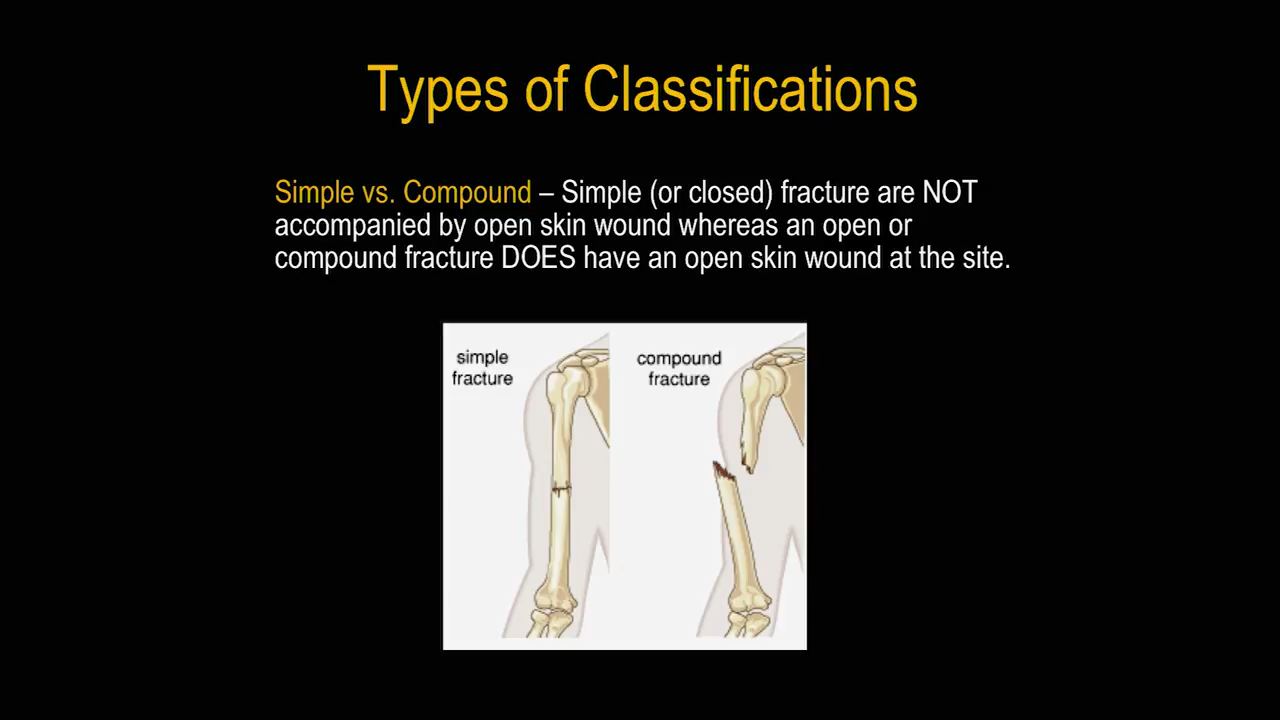 Types of Classifications
Simple vs. Compound – Simple (or closed) fracture are NOT
accompanied by open skin wound whereas an open or
compound fracture DOES have an open skin wound at the site.
simple
fracture
compound
fracture